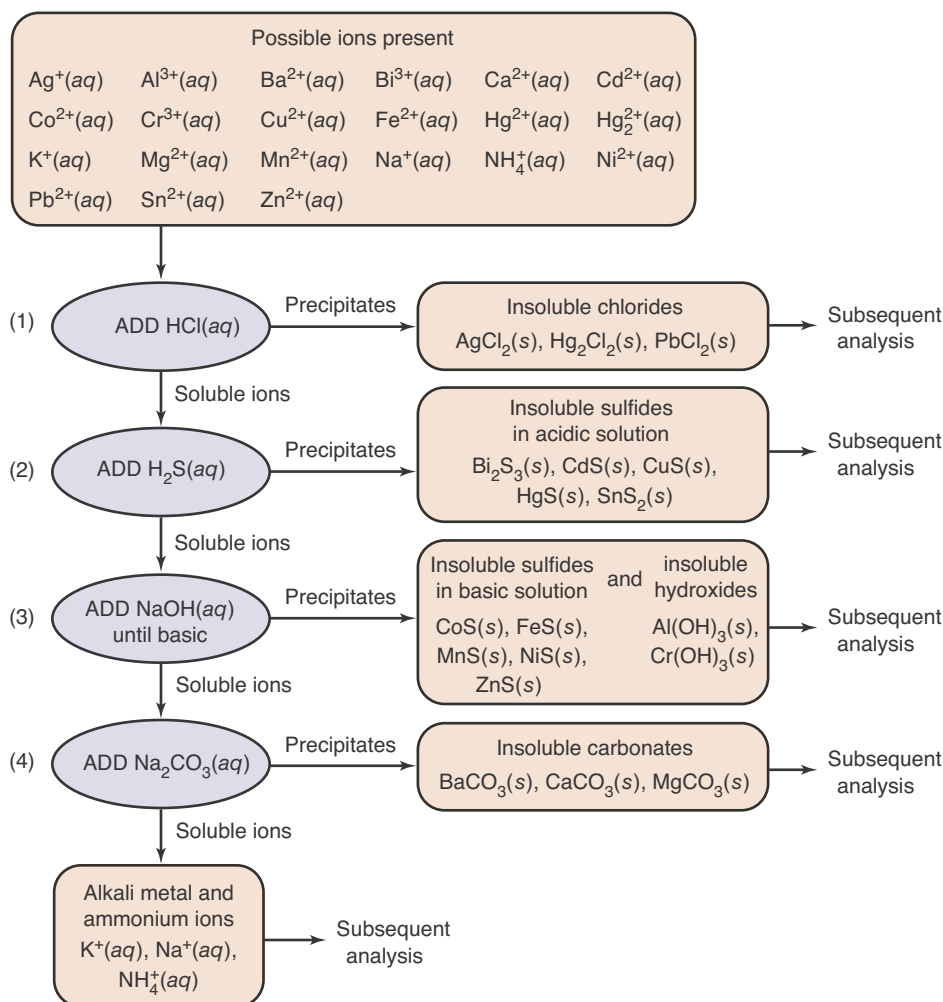 Possible ions present
Ag⁺(aq) Al³⁺(aq) Ba²⁺(aq) Bi³⁺(aq) Ca²⁺(aq) Cd²⁺(aq)
Co²⁺(aq) Cr³⁺(aq) Cu²⁺(aq) Fe²⁺(aq) Hg²⁺(aq) Hg₂²⁺(aq)
K⁺(aq) Mg²⁺(aq) Mn²⁺(aq) Na⁺(aq) NH₄⁺(aq) Ni²⁺(aq)
Pb²⁺(aq) Sn²⁺(aq) Zn²⁺(aq)
(1)
ADD HCl(aq)
Precipitates
Insoluble chlorides
AgCl₂(s), Hg₂Cl₂(s), PbCl₂(s)
Subsequent
analysis
Soluble ions
(2)
ADD H₂S(aq)
Precipitates
Insoluble sulfides
in acidic solution
Bi₂S₃(s), CdS(s), CuS(s),
HgS(s), SnS₂(s)
Subsequent
analysis
Soluble ions
(3)
ADD NaOH(aq)
until basic
Precipitates
Insoluble sulfides
in basic solution
and
insoluble
hydroxides
CoS(s), FeS(s),
MnS(s), NiS(s),
ZnS(s)
Al(OH)₃(s),
Cr(OH)₃(s)
Subsequent
analysis
Soluble ions
(4)
ADD Na₂CO₃(aq)
Precipitates
Insoluble carbonates
BaCO₃(s), CaCO₃(s), MgCO₃(s)
Subsequent
analysis
Soluble ions
Alkali metal and
ammonium ions
K⁺(aq), Na⁺(aq),
NH₄⁺(aq)
Subsequent
analysis